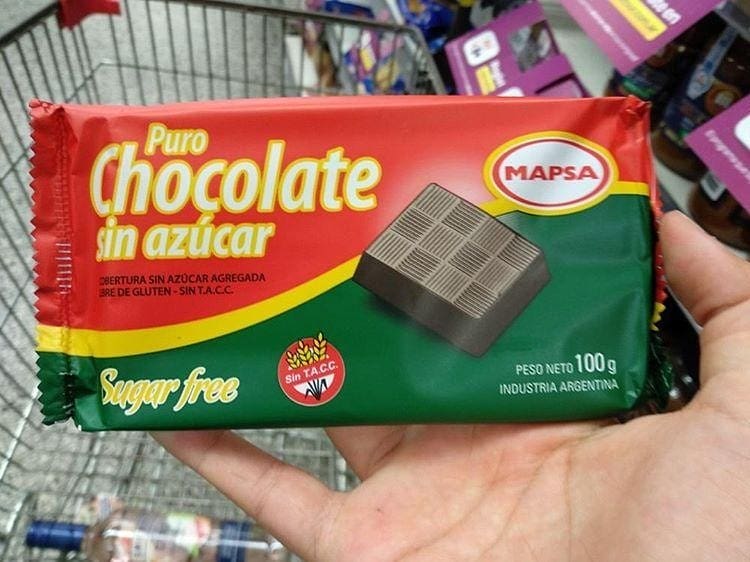 Puro
Chocolate
sin azúcar
MAPSA
OBERTURA SIN AZÚCAR AGREGADA
BRE DE GLUTEN - SIN T.A.C.C.
Sugar free
Sin T.A.C.C.
PESO NETO 100 g
INDUSTRIA ARGENTINA